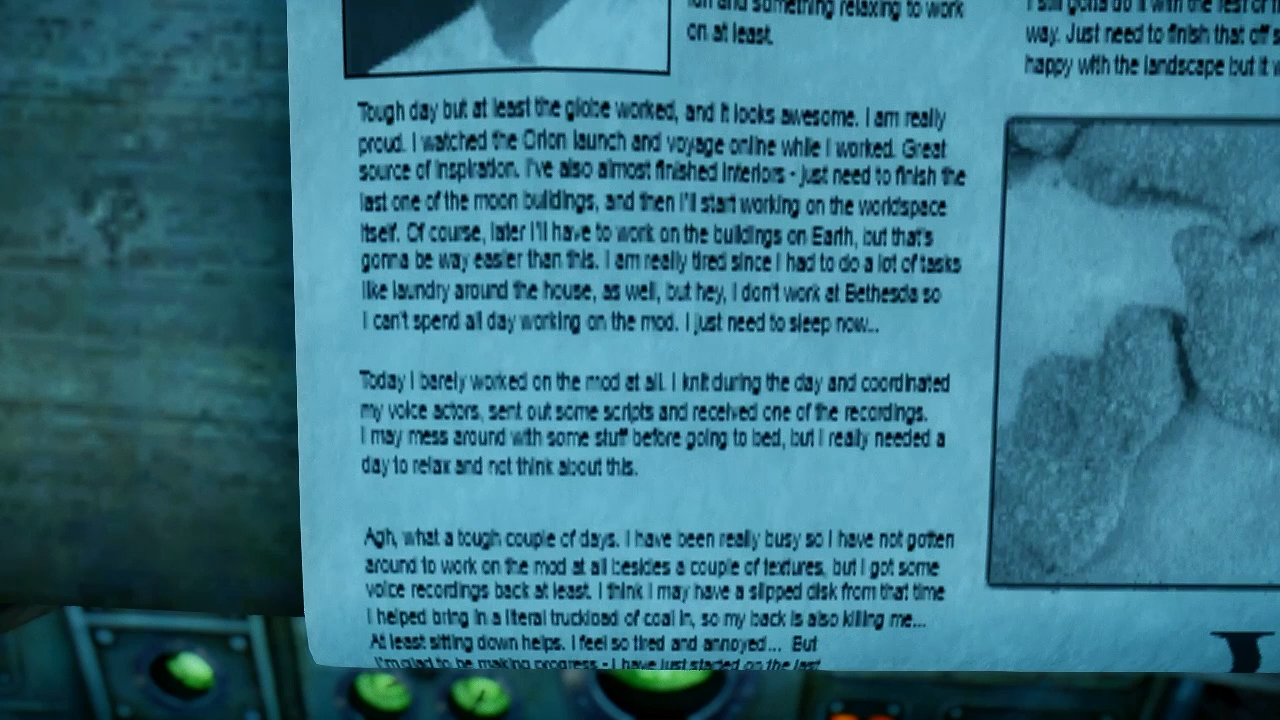 fun and something relaxing to work
on at least.
Tough day but at least the globe worked, and it looks awesome. I am really
proud. I watched the Orion launch and voyage online while I worked. Great
source of inspiration. I've also almost finished interiors - just need to finish the
last one of the moon buildings, and then I'll start working on the worldspace
itself. Of course, later I'll have to work on the buildings on Earth, but that's
gonna be way easier than this. I am really tired since I had to do a lot of tasks
like laundry around the house, as well, but hey, I don't work at Bethesda so
I can't spend all day working on the mod. I just need to sleep now...
Today I barely worked on the mod at all. I knit during the day and coordinated
my voice actors, sent out some scripts and received one of the recordings.
I may mess around with some stuff before going to bed, but I really needed a
day to relax and not think about this.
Agh, what a tough couple of days. I have been really busy so I have not gotten
around to work on the mod at all besides a couple of textures, but I got some
voice recordings back at least. I think I may have a slipped disk from that time
I helped bring in a literal truckload of coal in, so my back is also killing me...
At least sitting down helps. I feel so tired and annoyed... But
I'm glad to be making progress - I have just started on the last
I still gonna do it with the rest of
way. Just need to finish that off
happy with the landscape but it